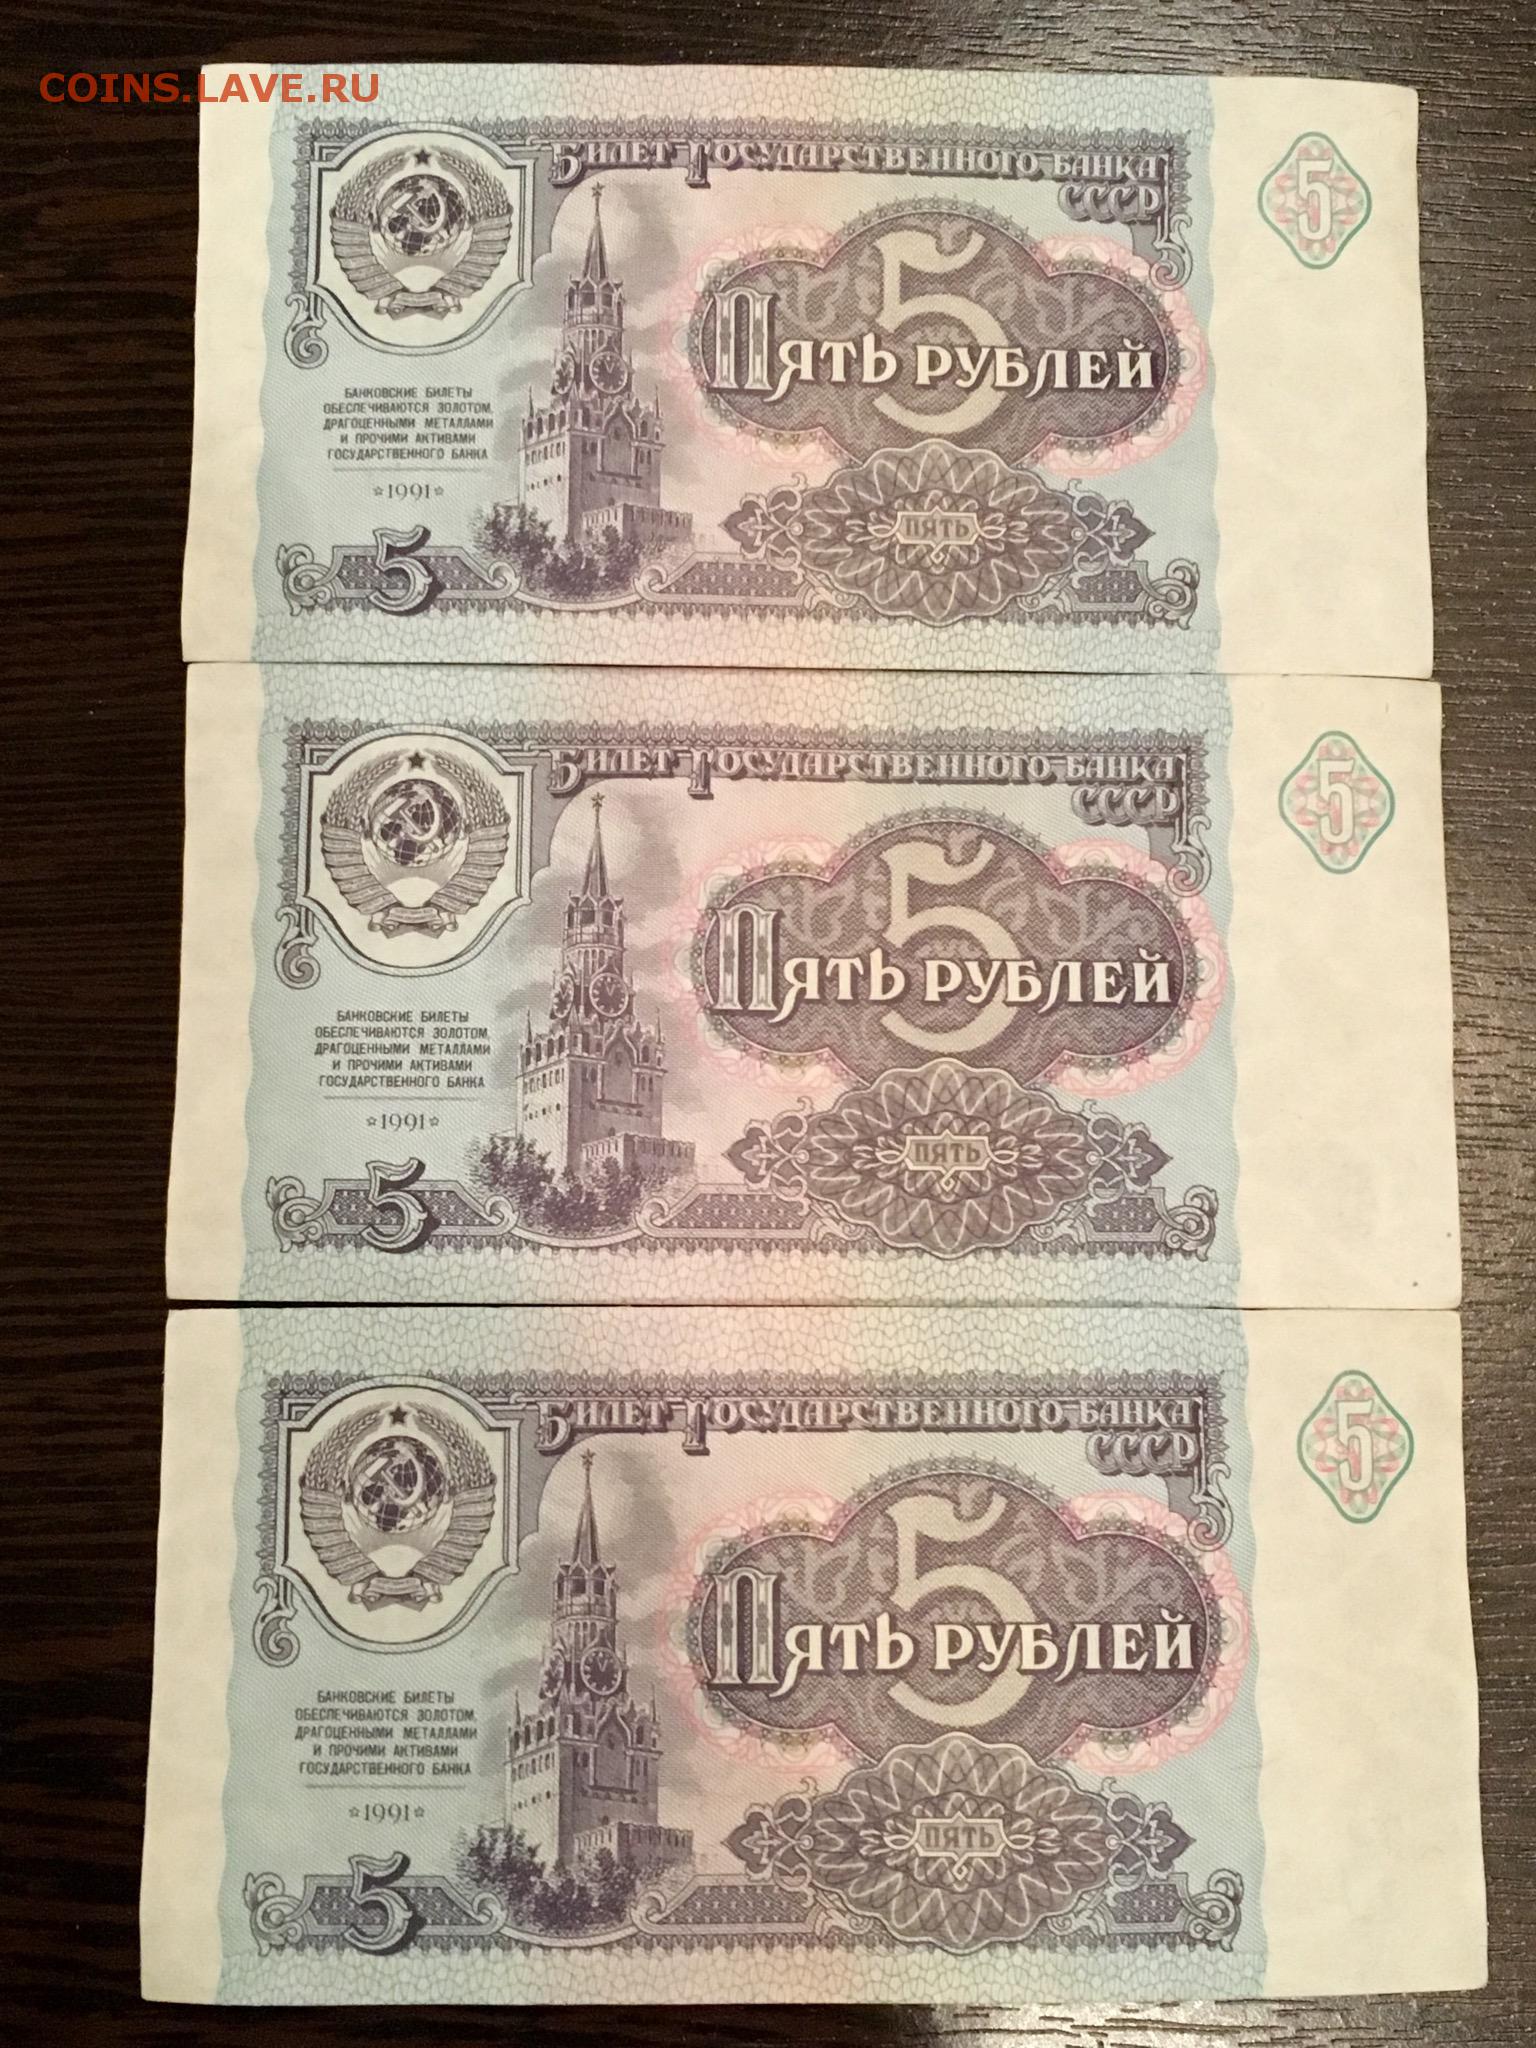 COINS.LAVE.RU
Билет Государственного банка
СССР
5
5
Пять рублей
БАНКОВСКИЕ БИЛЕТЫ
ОБЕСПЕЧИВАЮТСЯ ЗОЛОТОМ,
ДРАГОЦЕННЫМИ МЕТАЛЛАМИ
И ПРОЧИМИ АКТИВАМИ
ГОСУДАРСТВЕННОГО БАНКА
1991
ПЯТЬ
5
Билет Государственного банка
СССР
5
5
Пять рублей
БАНКОВСКИЕ БИЛЕТЫ
ОБЕСПЕЧИВАЮТСЯ ЗОЛОТОМ,
ДРАГОЦЕННЫМИ МЕТАЛЛАМИ
И ПРОЧИМИ АКТИВАМИ
ГОСУДАРСТВЕННОГО БАНКА
1991
ПЯТЬ
5
Билет Государственного банка
СССР
5
5
Пять рублей
БАНКОВСКИЕ БИЛЕТЫ
ОБЕСПЕЧИВАЮТСЯ ЗОЛОТОМ,
ДРАГОЦЕННЫМИ МЕТАЛЛАМИ
И ПРОЧИМИ АКТИВАМИ
ГОСУДАРСТВЕННОГО БАНКА
1991
ПЯТЬ
5